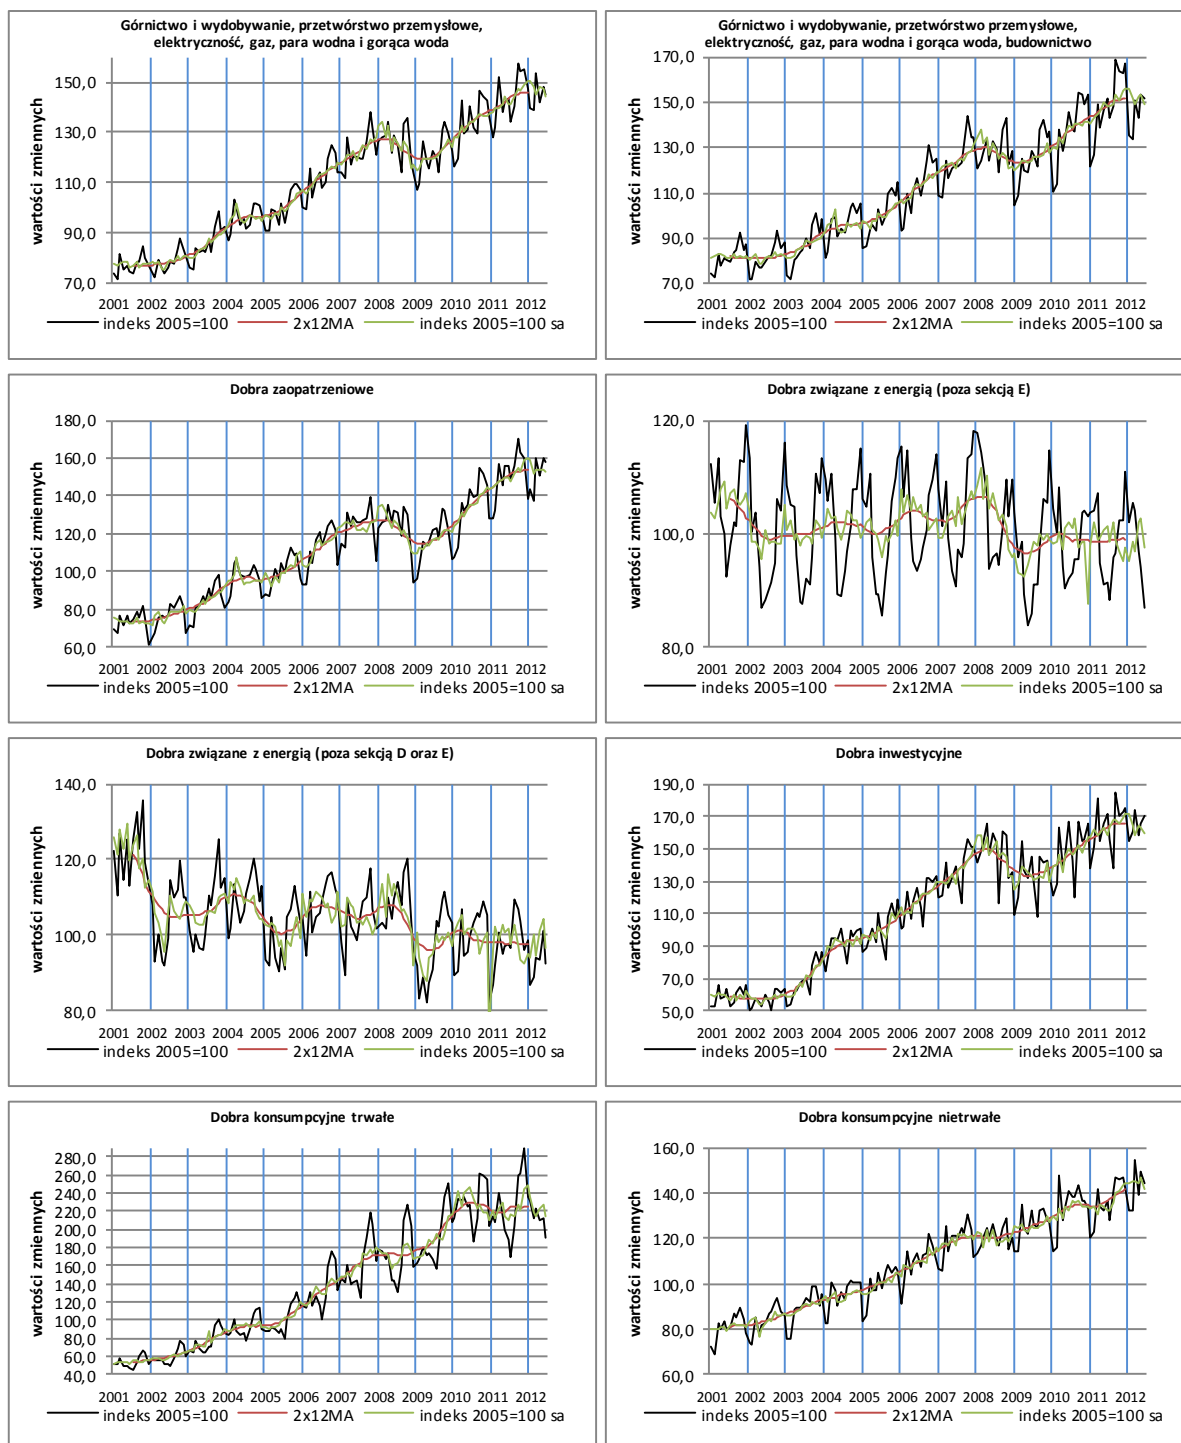 Górnictwo i wydobywanie, przetwórstwo przemysłowe,
elektryczność, gaz, para wodna i gorąca woda
wartości zmiennych
150,0
130,0
110,0
90,0
70,0
2001 2002 2003 2004 2005 2006 2007 2008 2009 2010 2011 2012
indeks 2005=100 2x12MA indeks 2005=100 sa
Górnictwo i wydobywanie, przetwórstwo przemysłowe,
elektryczność, gaz, para wodna i gorąca woda, budownictwo
wartości zmiennych
170,0
150,0
130,0
110,0
90,0
70,0
2001 2002 2003 2004 2005 2006 2007 2008 2009 2010 2011 2012
indeks 2005=100 2x12MA indeks 2005=100 sa
Dobra zaopatrzeniowe
wartości zmiennych
180,0
160,0
140,0
120,0
100,0
80,0
60,0
2001 2002 2003 2004 2005 2006 2007 2008 2009 2010 2011 2012
indeks 2005=100 2x12MA indeks 2005=100 sa
Dobra związane z energią (poza sekcją E)
wartości zmiennych
120,0
100,0
80,0
2001 2002 2003 2004 2005 2006 2007 2008 2009 2010 2011 2012
indeks 2005=100 2x12MA indeks 2005=100 sa
Dobra związane z energią (poza sekcją D oraz E)
wartości zmiennych
140,0
120,0
100,0
80,0
2001 2002 2003 2004 2005 2006 2007 2008 2009 2010 2011 2012
indeks 2005=100 2x12MA indeks 2005=100 sa
Dobra inwestycyjne
wartości zmiennych
190,0
170,0
150,0
130,0
110,0
90,0
70,0
50,0
2001 2002 2003 2004 2005 2006 2007 2008 2009 2010 2011 2012
indeks 2005=100 2x12MA indeks 2005=100 sa
Dobra konsumpcyjne trwałe
wartości zmiennych
280,0
260,0
240,0
220,0
200,0
180,0
160,0
140,0
120,0
100,0
80,0
60,0
40,0
2001 2002 2003 2004 2005 2006 2007 2008 2009 2010 2011 2012
indeks 2005=100 2x12MA indeks 2005=100 sa
Dobra konsumpcyjne nietrwałe
wartości zmiennych
160,0
140,0
120,0
100,0
80,0
60,0
2001 2002 2003 2004 2005 2006 2007 2008 2009 2010 2011 2012
indeks 2005=100 2x12MA indeks 2005=100 sa